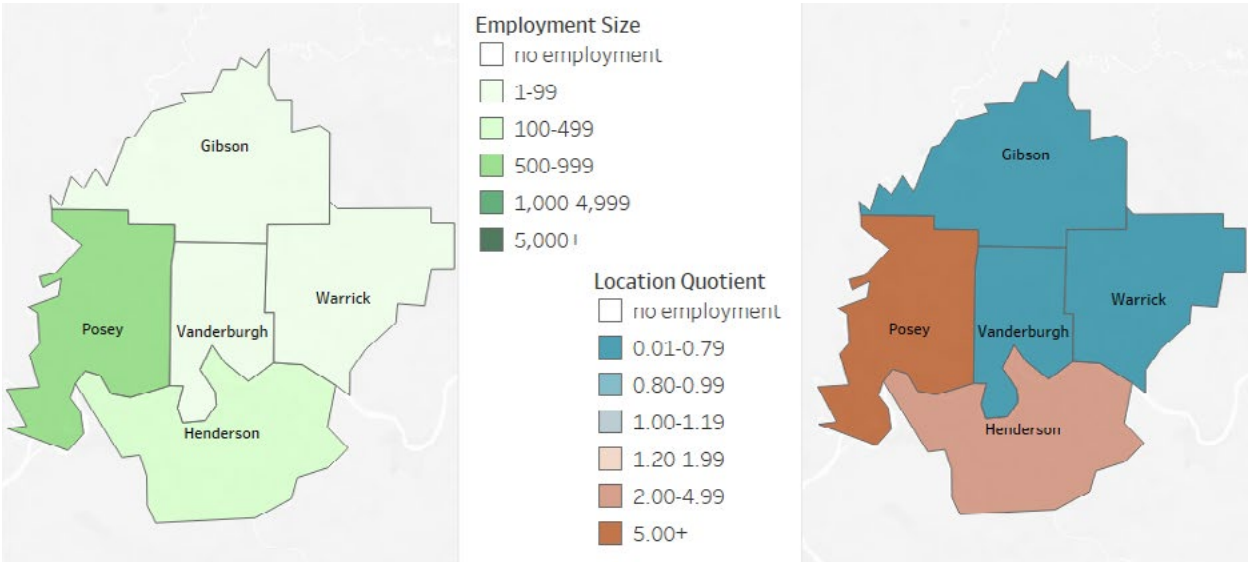 Gibson
Posey
Vanderburgh
Warrick
Henderson
Employment Size
no employment
1-99
100-499
500-999
1,000 4,999
5,000+
Location Quotient
no employment
0.01-0.79
0.80-0.99
1.00-1.19
1.20 1.99
2.00-4.99
5.00+
Gibson
Posey
Vanderburgh
Warrick
Henderson